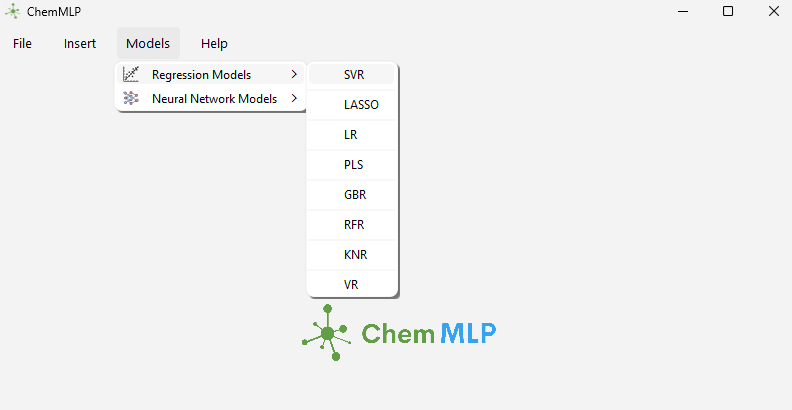 ChemMLP
File Insert Models Help
Regression Models
Neural Network Models
SVR
LASSO
LR
PLS
GBR
RFR
KNR
VR
Chem MLP